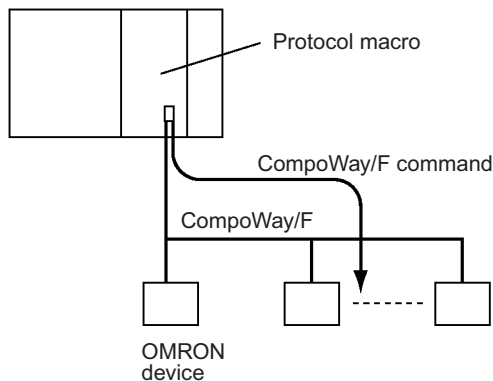 Protocol macro
CompoWay/F command
CompoWay/F
OMRON
device